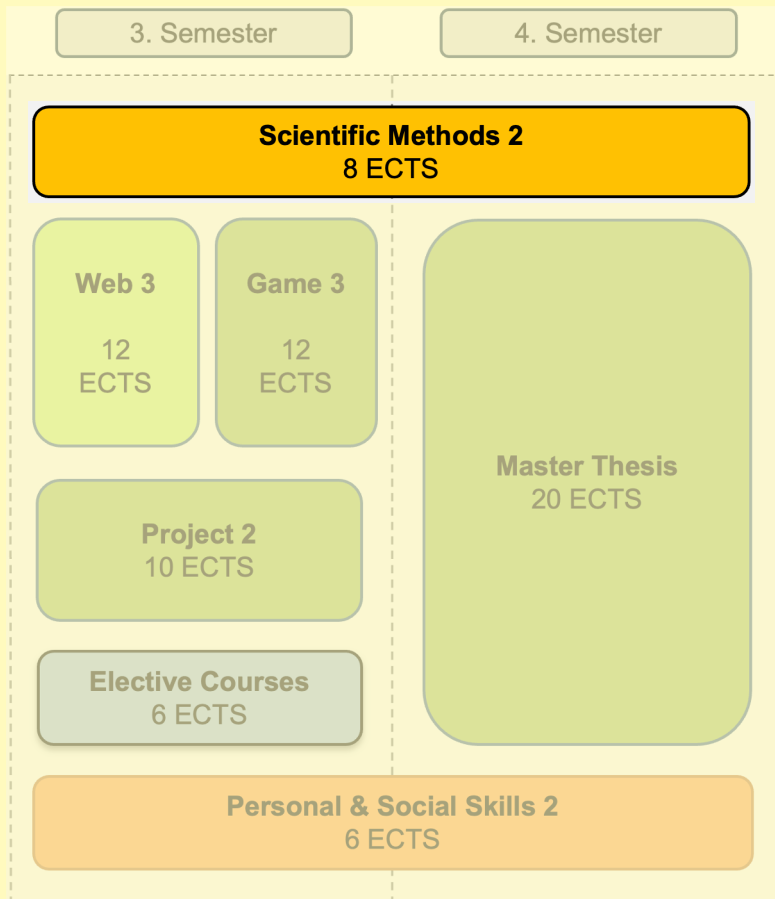 3. Semester
4. Semester
Scientific Methods 2
8 ECTS
Web 3
12
ECTS
Game 3
12
ECTS
Master Thesis
20 ECTS
Project 2
10 ECTS
Elective Courses
6 ECTS
Personal & Social Skills 2
6 ECTS